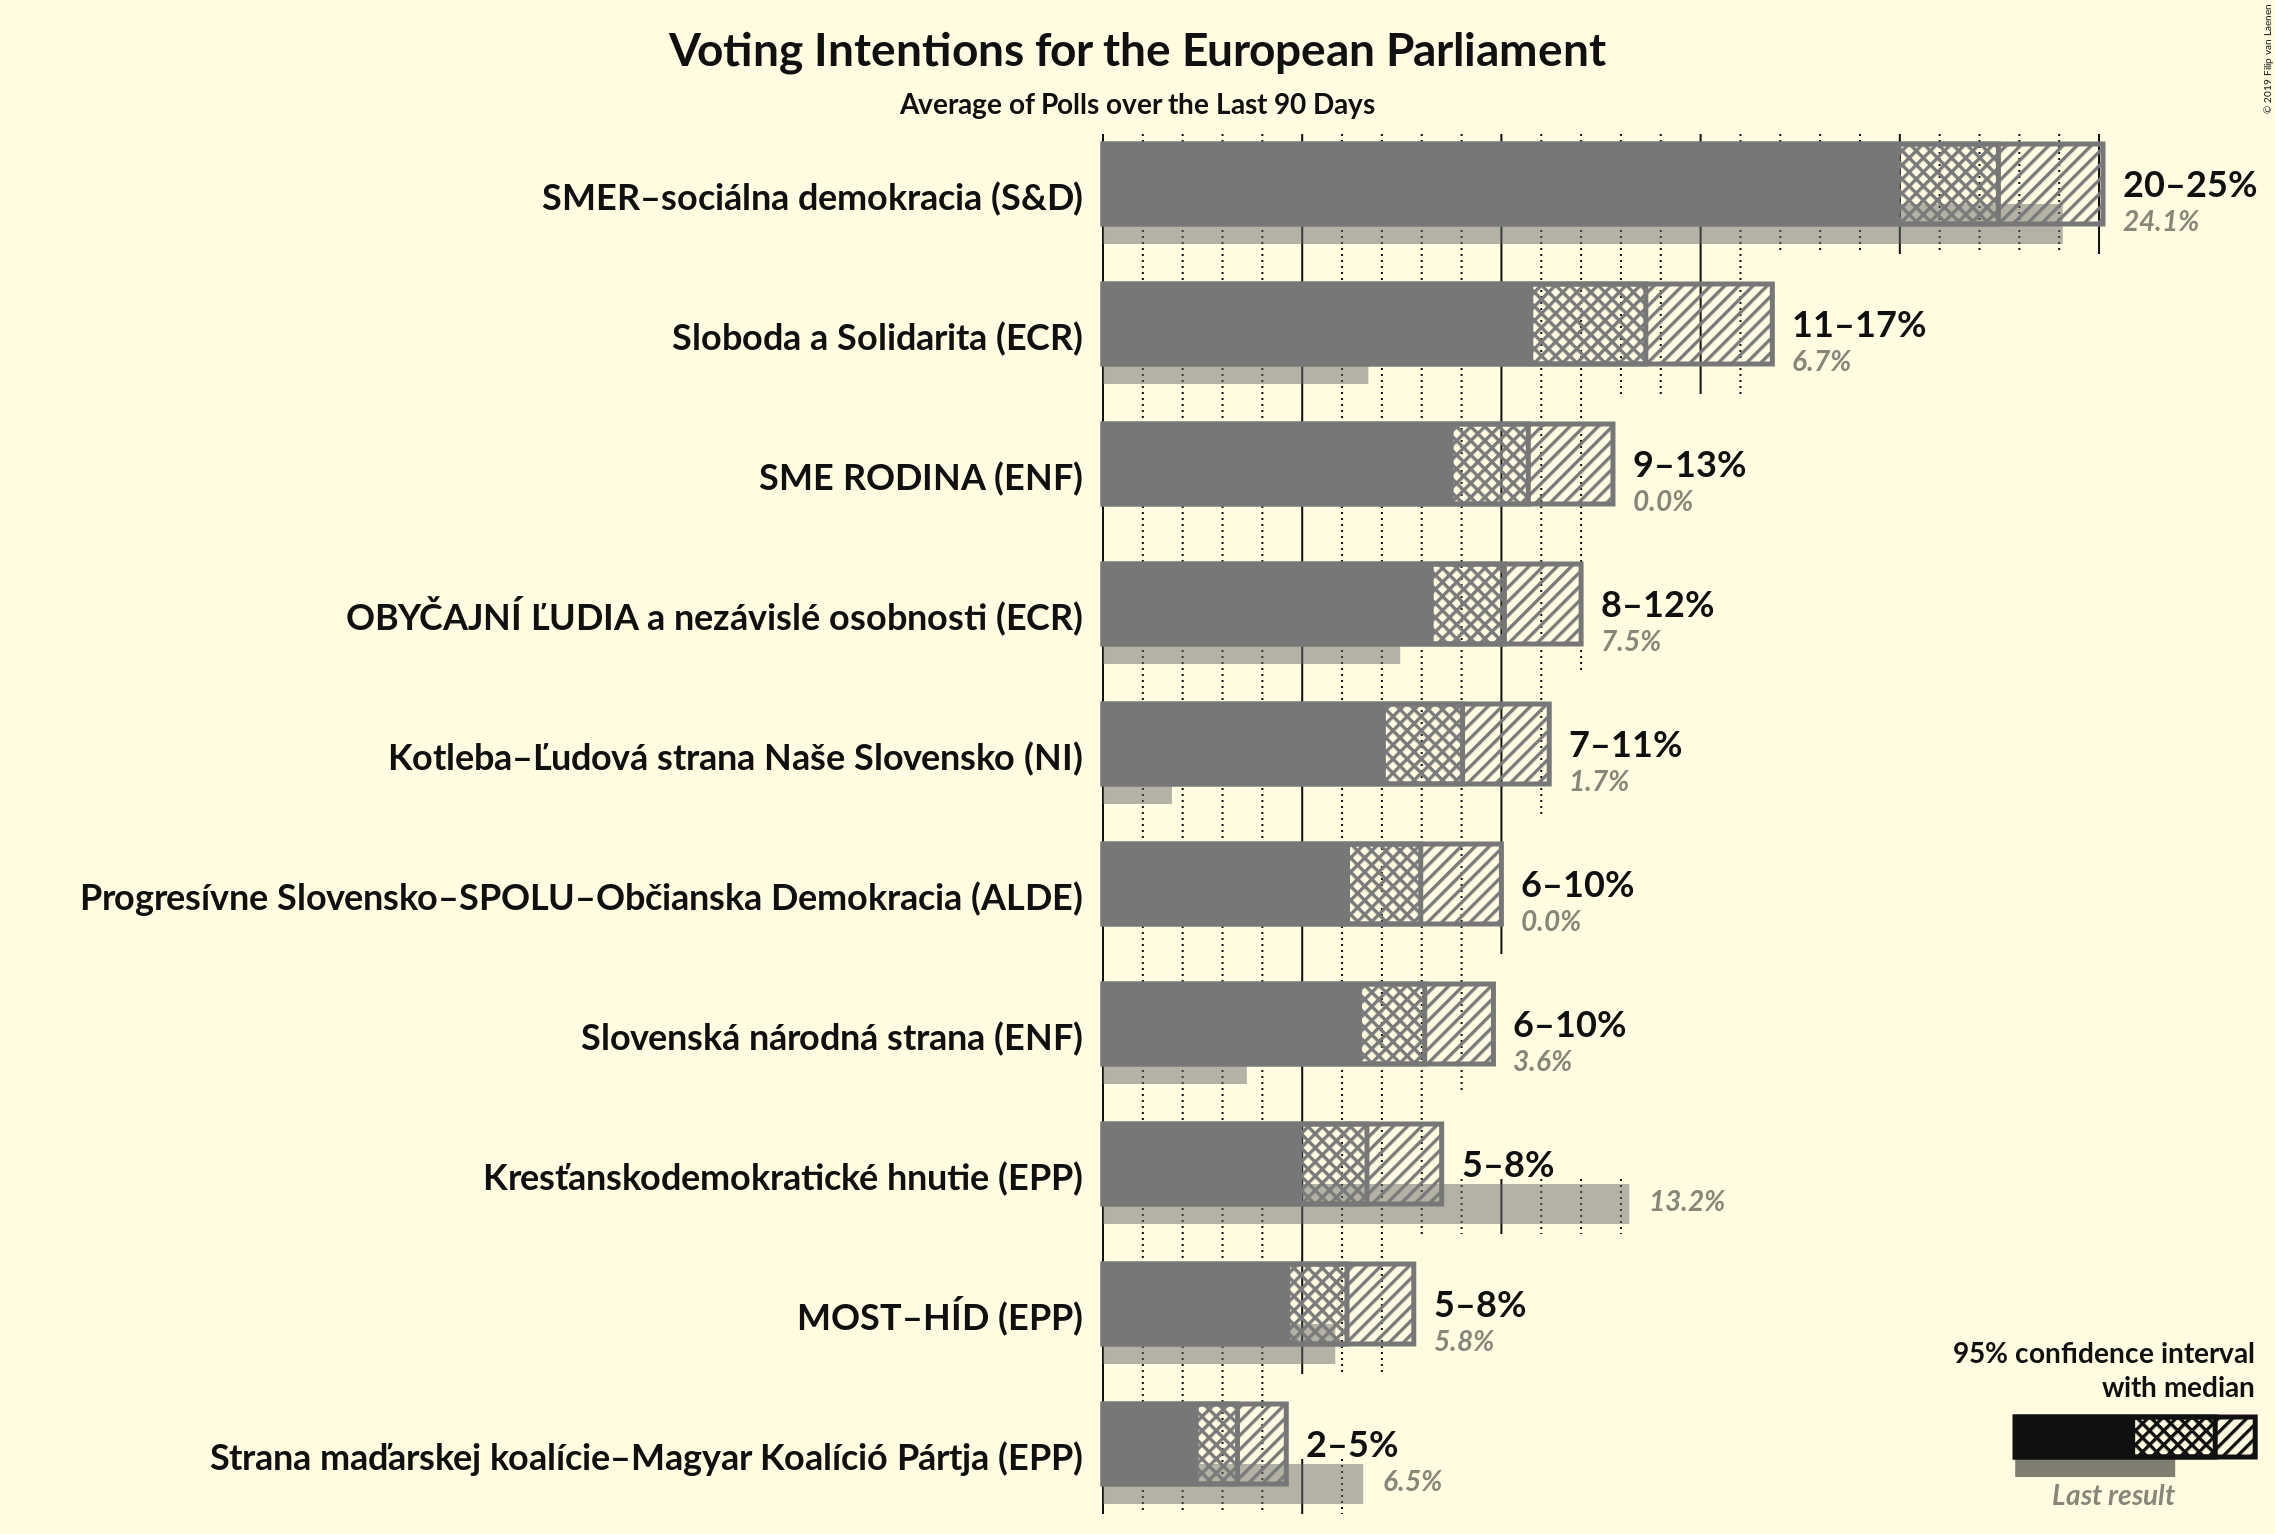 Voting Intentions for the European Parliament
Average of Polls over the Last 90 Days
© 2019 Filip van Laenen
SMER–sociálna demokracia (S&D)
20–25%
24.1%
Sloboda a Solidarita (ECR)
11–17%
6.7%
SME RODINA (ENF)
9–13%
0.0%
OBYČAJNÍ ĽUDIA a nezávislé osobnosti (ECR)
8–12%
7.5%
Kotleba–Ľudová strana Naše Slovensko (NI)
7–11%
1.7%
Progresívne Slovensko–SPOLU–Občianska Demokracia (ALDE)
6–10%
0.0%
Slovenská národná strana (ENF)
6–10%
3.6%
Kresťanskodemokratické hnutie (EPP)
5–8%
13.2%
MOST–HÍD (EPP)
5–8%
5.8%
Strana maďarskej koalície–Magyar Koalíció Pártja (EPP)
2–5%
6.5%
95% confidence interval
with median
Last result